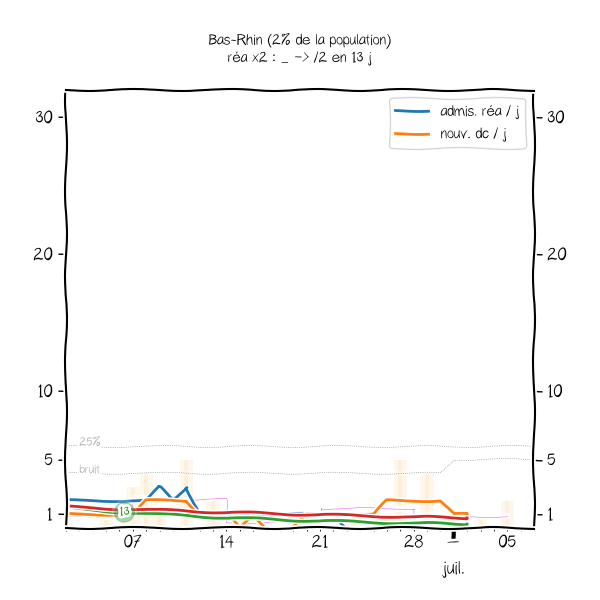 Bas-Rhin (2% de la population)
réa x2 : _ -> /2 en 13 j
admis. réa / j
nouv. dc / j
30
30
20
20
10
10
25%
5
5
bruit
13
1
1
07
14
21
28
05
juil.